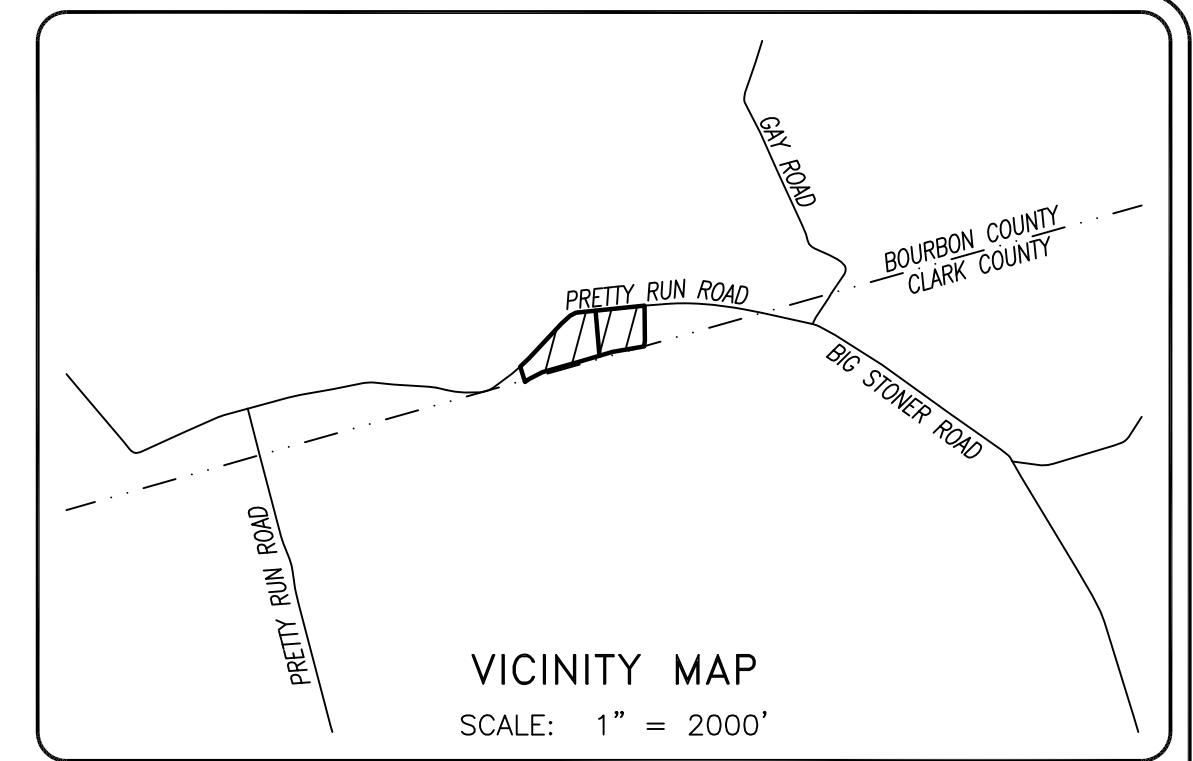 GAY ROAD
BOURBON COUNTY
CLARK COUNTY
PRETTY RUN ROAD
BIG STONER ROAD
PRETTY RUN ROAD
VICINITY MAP
SCALE: 1" = 2000'